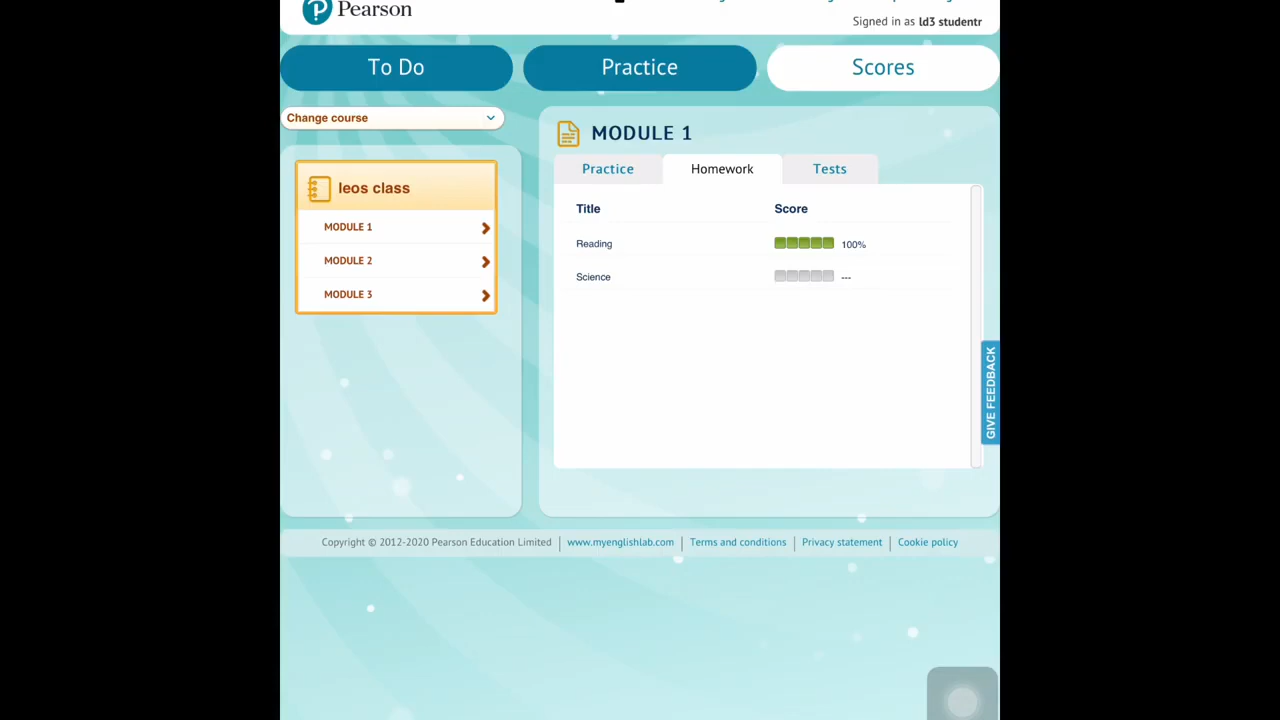 Pearson
Signed in as ld3 studentr
To Do
Practice
Scores
Change course
leos class
MODULE 1
MODULE 2
MODULE 3
MODULE 1
Practice
Homework
Tests
Title
Score
Reading
100%
Science
---
GIVE FEEDBACK
Copyright © 2012-2020 Pearson Education Limited | www.myenglishlab.com | Terms and conditions | Privacy statement | Cookie policy